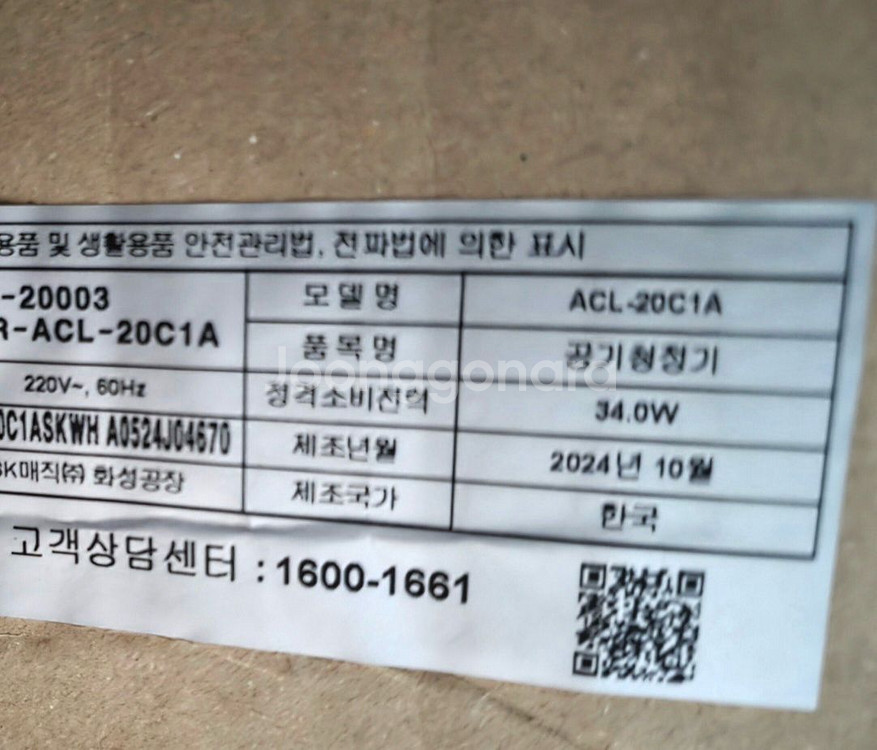 용품 및 생활용품 안전관리법, 전파법에 의한 표시
-20003
R-ACL-20C1A
모델명
ACL-20C1A
품목명
공기청정기
220V~, 60Hz
정격소비전력
34.0W
0C1ASKWH A0524J04670
제조년월
2024년 10월
SK매직㈜ 화성공장
제조국가
한국
고객상담센터 : 1600-1661
Joonggonara